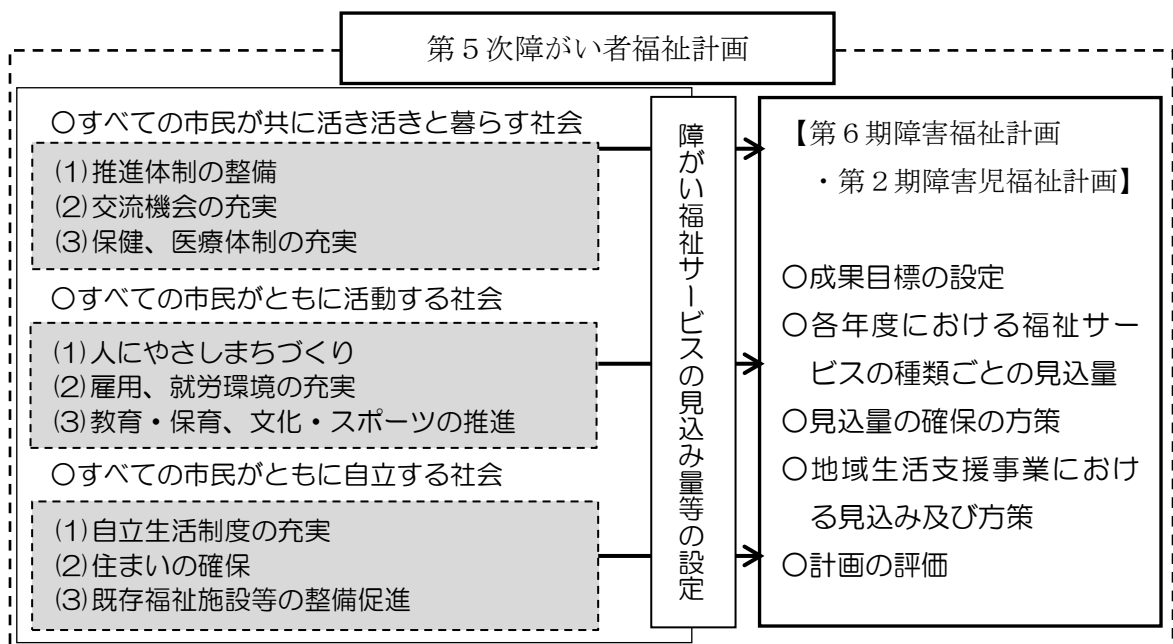 第５次障がい者福祉計画
○すべての市民が共に活き活きと暮らす社会
(1)推進体制の整備
(2)交流機会の充実
(3)保健、医療体制の充実
○すべての市民がともに活動する社会
(1)人にやさしまちづくり
(2)雇用、就労環境の充実
(3)教育・保育、文化・スポーツの推進
○すべての市民がともに自立する社会
(1)自立生活制度の充実
(2)住まいの確保
(3)既存福祉施設等の整備促進
障がい福祉サービスの見込み量等の設定
【第６期障害福祉計画
・第２期障害児福祉計画】
○成果目標の設定
○各年度における福祉サー
ビスの種類ごとの見込量
○見込量の確保の方策
○地域生活支援事業におけ
る見込み及び方策
○計画の評価